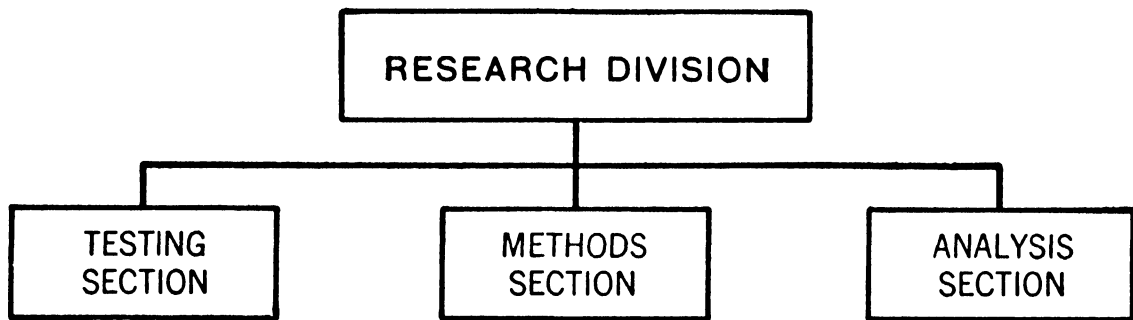 RESEARCH DIVISION
TESTING
SECTION
METHODS
SECTION
ANALYSIS
SECTION